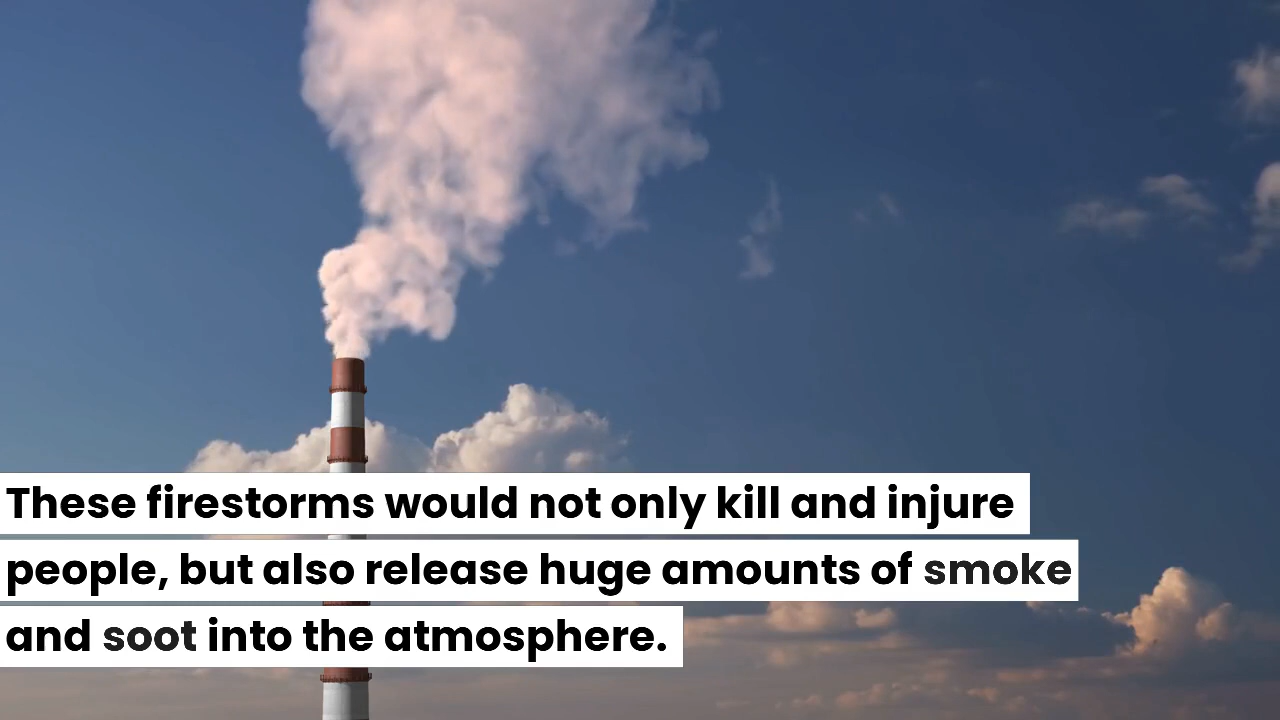 These firestorms would not only kill and injure
people, but also release huge amounts of smoke
and soot into the atmosphere.